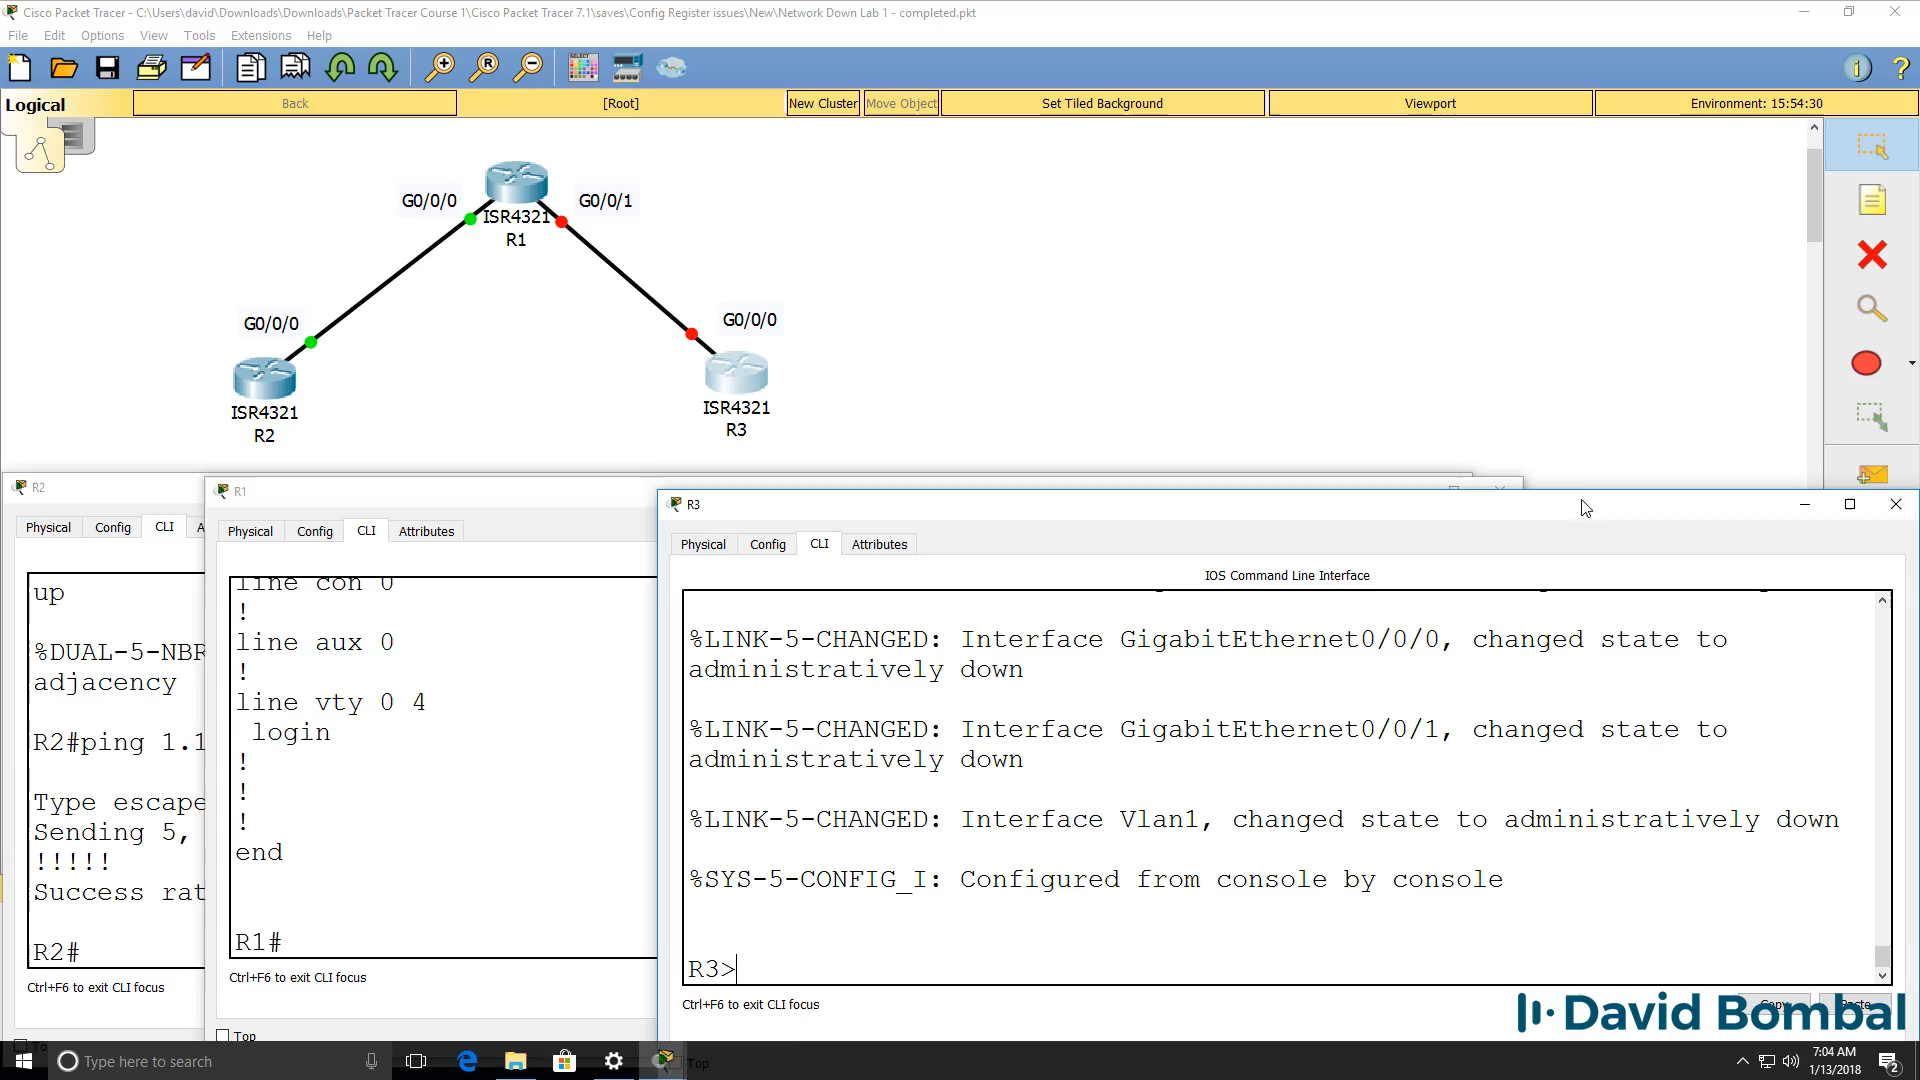 Cisco Packet Tracer - C:\Users\david\Downloads\Downloads\Packet Tracer Course 1\Cisco Packet Tracer 7.1\saves\Config Register issues\New\Network Down Lab 1 - completed.pkt
File Edit Options View Tools Extensions Help
Logical Back [Root] New Cluster Move Object Set Tiled Background Viewport Environment: 15:54:30
G0/0/0 G0/0/1
ISR4321
R1
G0/0/0 G0/0/0
ISR4321
R2
ISR4321
R3
R2
Physical Config CLI A
up
%DUAL-5-NBR
adjacency
R2#ping 1.1
Type escape
Sending 5,
!!!!!
Success rat
R2#
Ctrl+F6 to exit CLI focus
R1
Physical Config CLI Attributes
line con 0
!
line aux 0
!
line vty 0 4
login
!
!
!
end
R1#
Ctrl+F6 to exit CLI focus
Top
R3
Physical Config CLI Attributes
IOS Command Line Interface
%LINK-5-CHANGED: Interface GigabitEthernet0/0/0, changed state to
administratively down
%LINK-5-CHANGED: Interface GigabitEthernet0/0/1, changed state to
administratively down
%LINK-5-CHANGED: Interface Vlan1, changed state to administratively down
%SYS-5-CONFIG_I: Configured from console by console
R3>
Ctrl+F6 to exit CLI focus
Copy Paste
David Bombal
Top
Type here to search
7:04 AM
1/13/2018
2